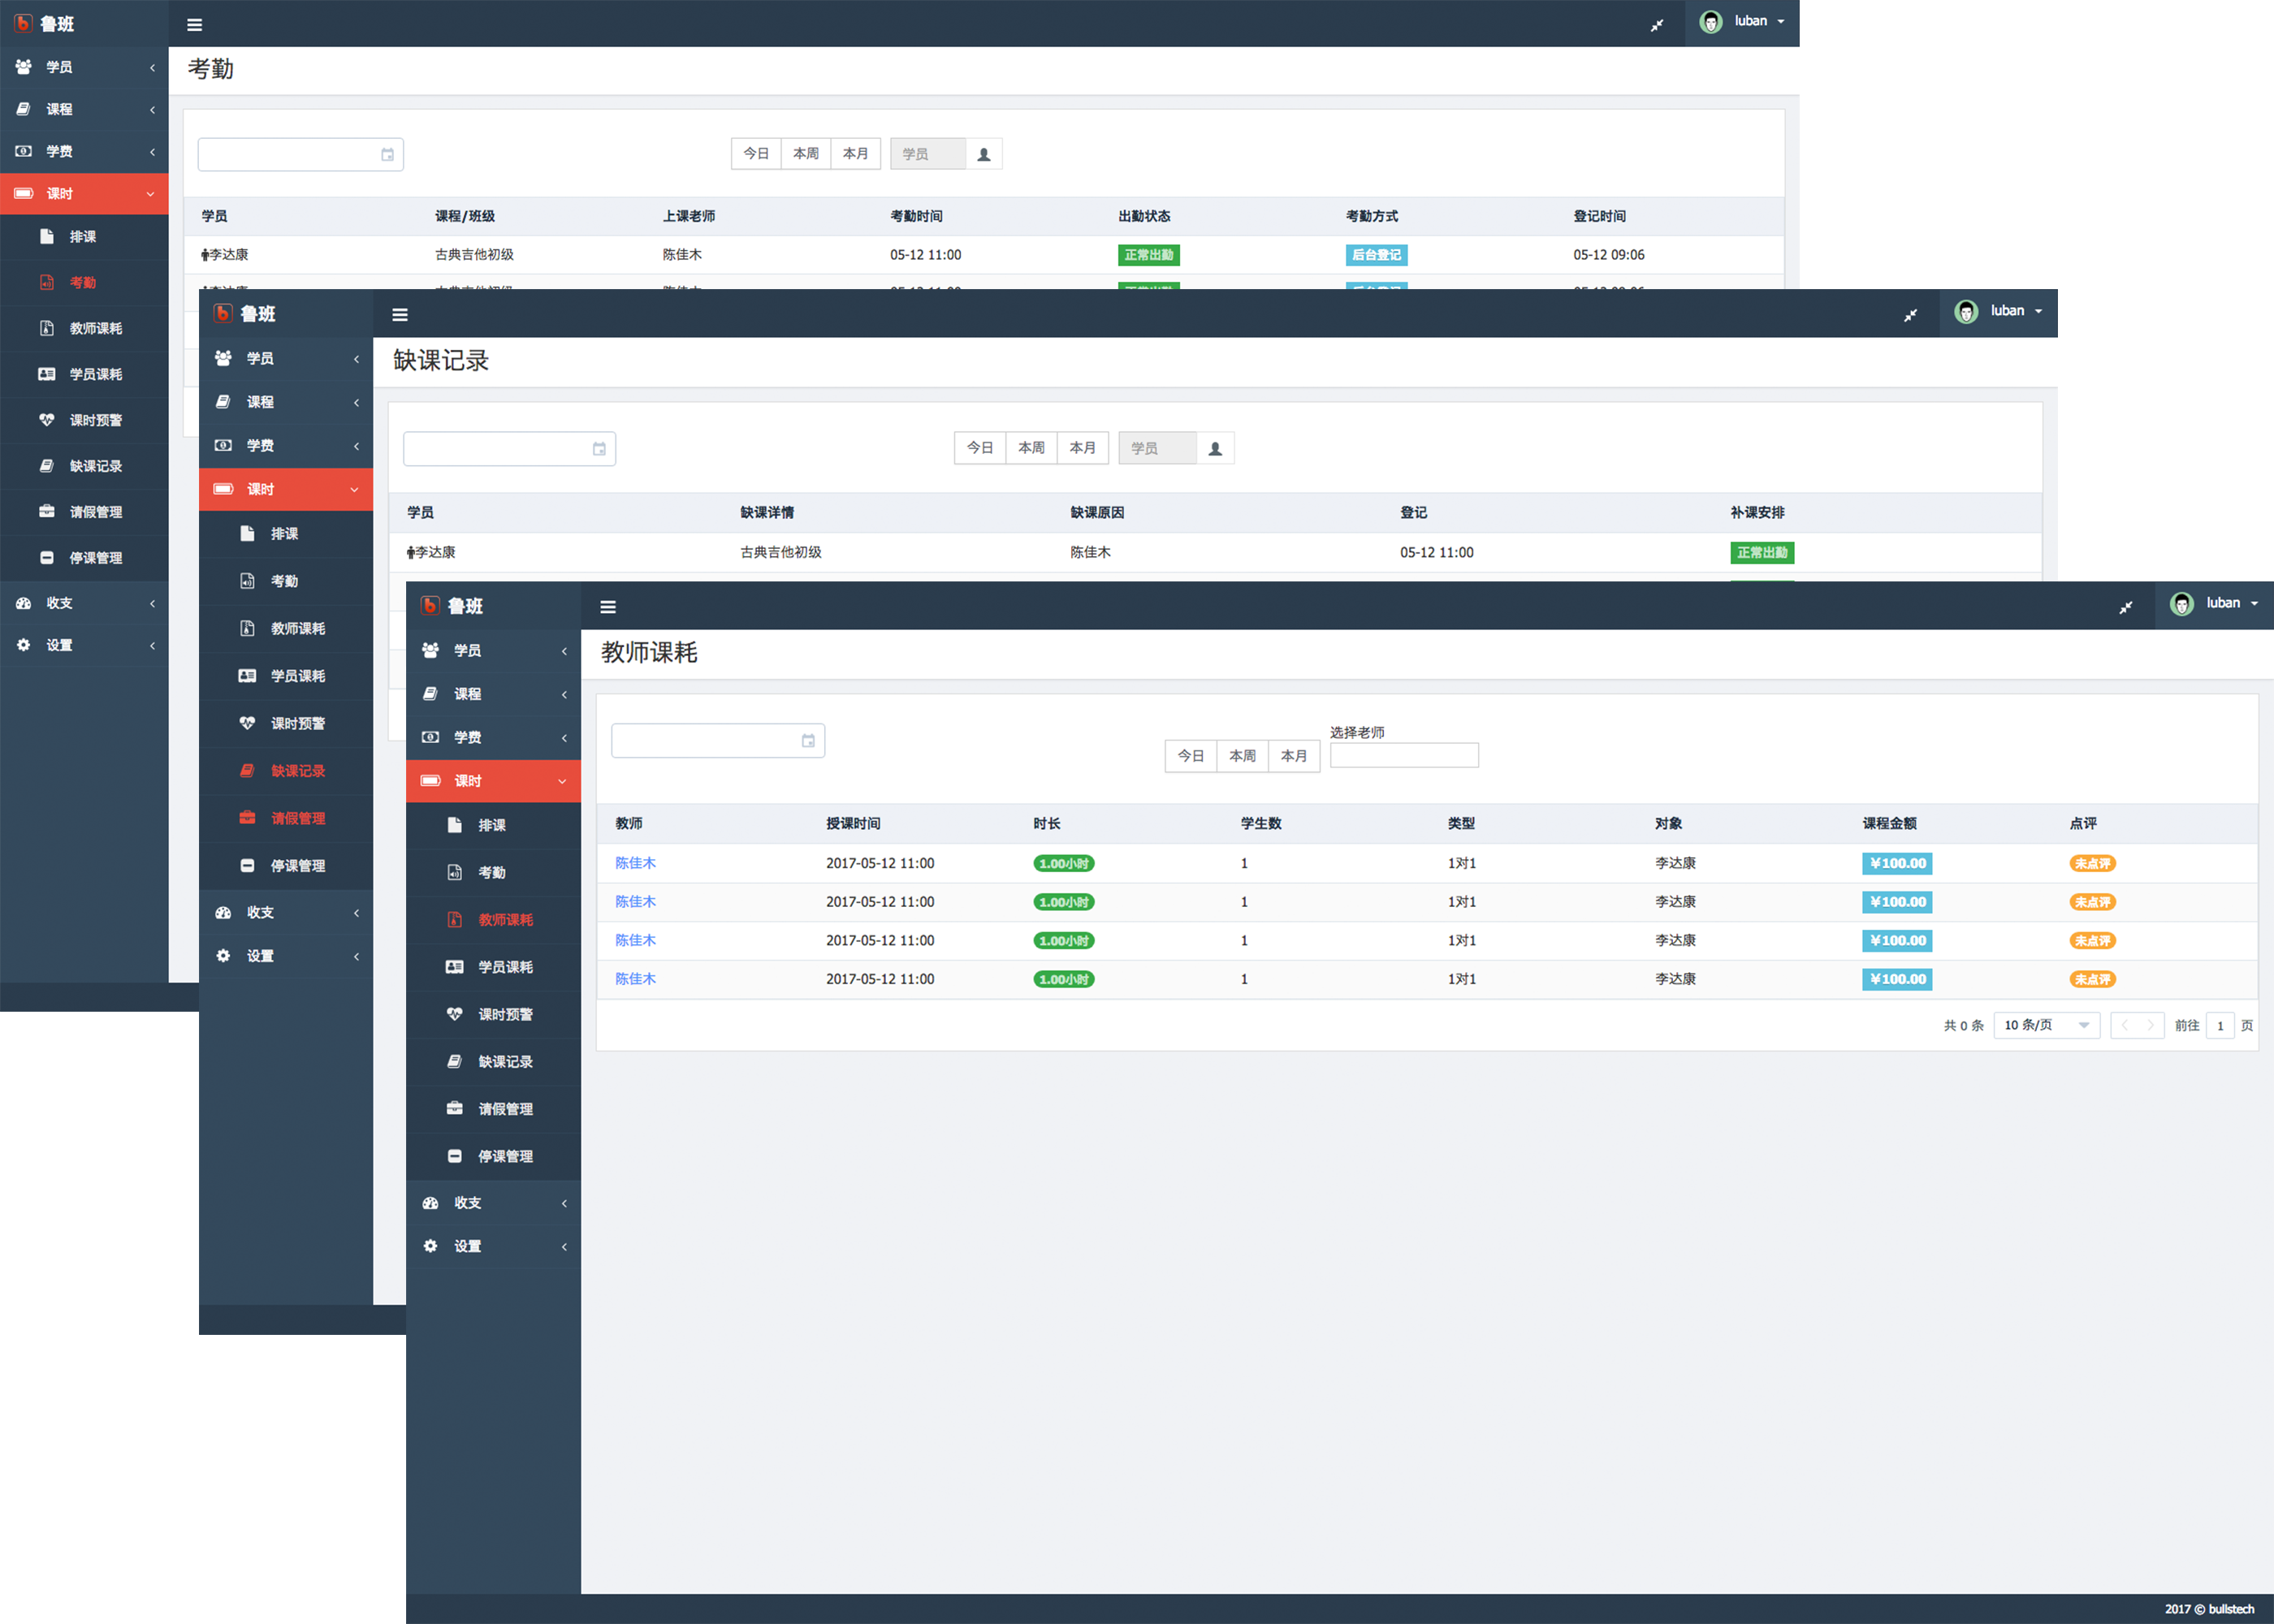 鲁班
luban
学员
考勤
课程
学费
今日 本周 本月 学员
课时
学员 课程/班级 上课老师 考勤时间 出勤状态 考勤方式 登记时间
排课
李达康 古典吉他初级 陈佳木 05-12 11:00 正常出勤 后台登记 05-12 09:06
考勤
教师课耗
学员课耗
课时预警
缺课记录
请假管理
停课管理
收支
设置
鲁班
luban
学员
缺课记录
课程
学费
今日 本周 本月 学员
课时
学员 缺课详情 缺课原因 登记 补课安排
排课
李达康 古典吉他初级 陈佳木 05-12 11:00 正常出勤
考勤
教师课耗
学员课耗
课时预警
缺课记录
请假管理
停课管理
收支
设置
鲁班
luban
学员
教师课耗
课程
学费
选择老师
今日 本周 本月
课时
排课
考勤
教师课耗
学员课耗
课时预警
缺课记录
请假管理
停课管理
收支
设置
教师 授课时间 时长 学生数 类型 对象 课程金额 点评
陈佳木 2017-05-12 11:00 1.00小时 1 1对1 李达康 ¥100.00 未点评
陈佳木 2017-05-12 11:00 1.00小时 1 1对1 李达康 ¥100.00 未点评
陈佳木 2017-05-12 11:00 1.00小时 1 1对1 李达康 ¥100.00 未点评
陈佳木 2017-05-12 11:00 1.00小时 1 1对1 李达康 ¥100.00 未点评
共 0 条 10 条/页 前往 1 页
2017 © bullstech